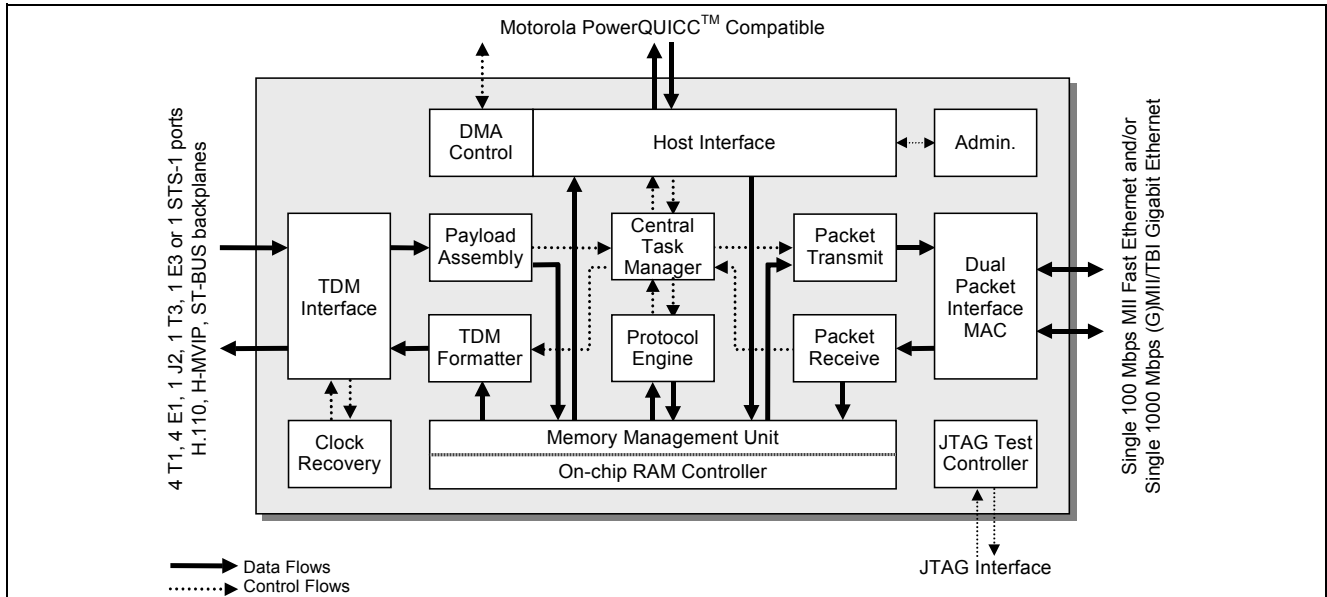 Motorola PowerQUICC™ Compatible
DMA
Control
Host Interface
Admin.
4 T1, 4 E1, 1 J2, 1 T3, 1 E3 or 1 STS-1 ports
H.110, H-MVIP, ST-BUS backplanes
TDM
Interface
Payload
Assembly
Central
Task
Manager
Packet
Transmit
Dual
Packet
Interface
MAC
Single 100 Mbps MII Fast Ethernet and/or
Single 1000 Mbps (G)MII/TBI Gigabit Ethernet
TDM
Formatter
Protocol
Engine
Packet
Receive
Clock
Recovery
Memory Management Unit
On-chip RAM Controller
JTAG Test
Controller
Data Flows
Control Flows
JTAG Interface